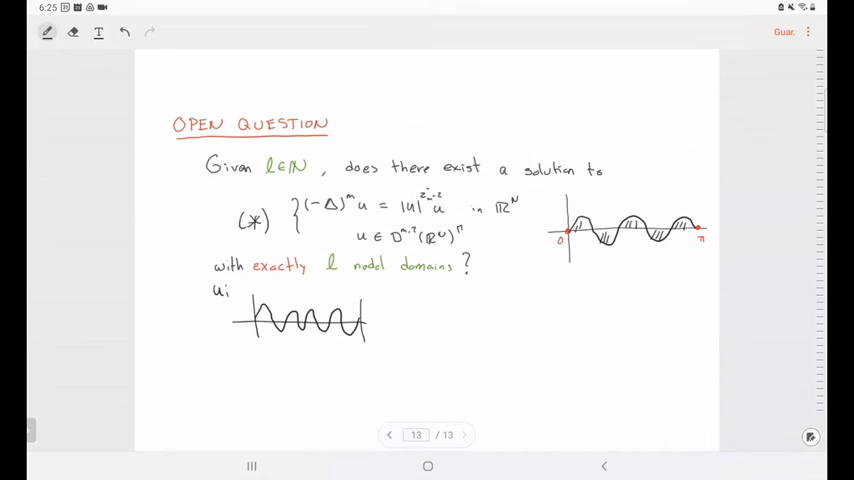 6:25
Guar.
OPEN QUESTION
Given l∈ℕ, does there exist a solution to
(*) { (-Δ)^m u = |u|^{2*_m-2} u in ℝ^N
u ∈ D^{m,2}(ℝ^N)^Γ
0 π
with exactly l nodal domains?
ui
13 / 13